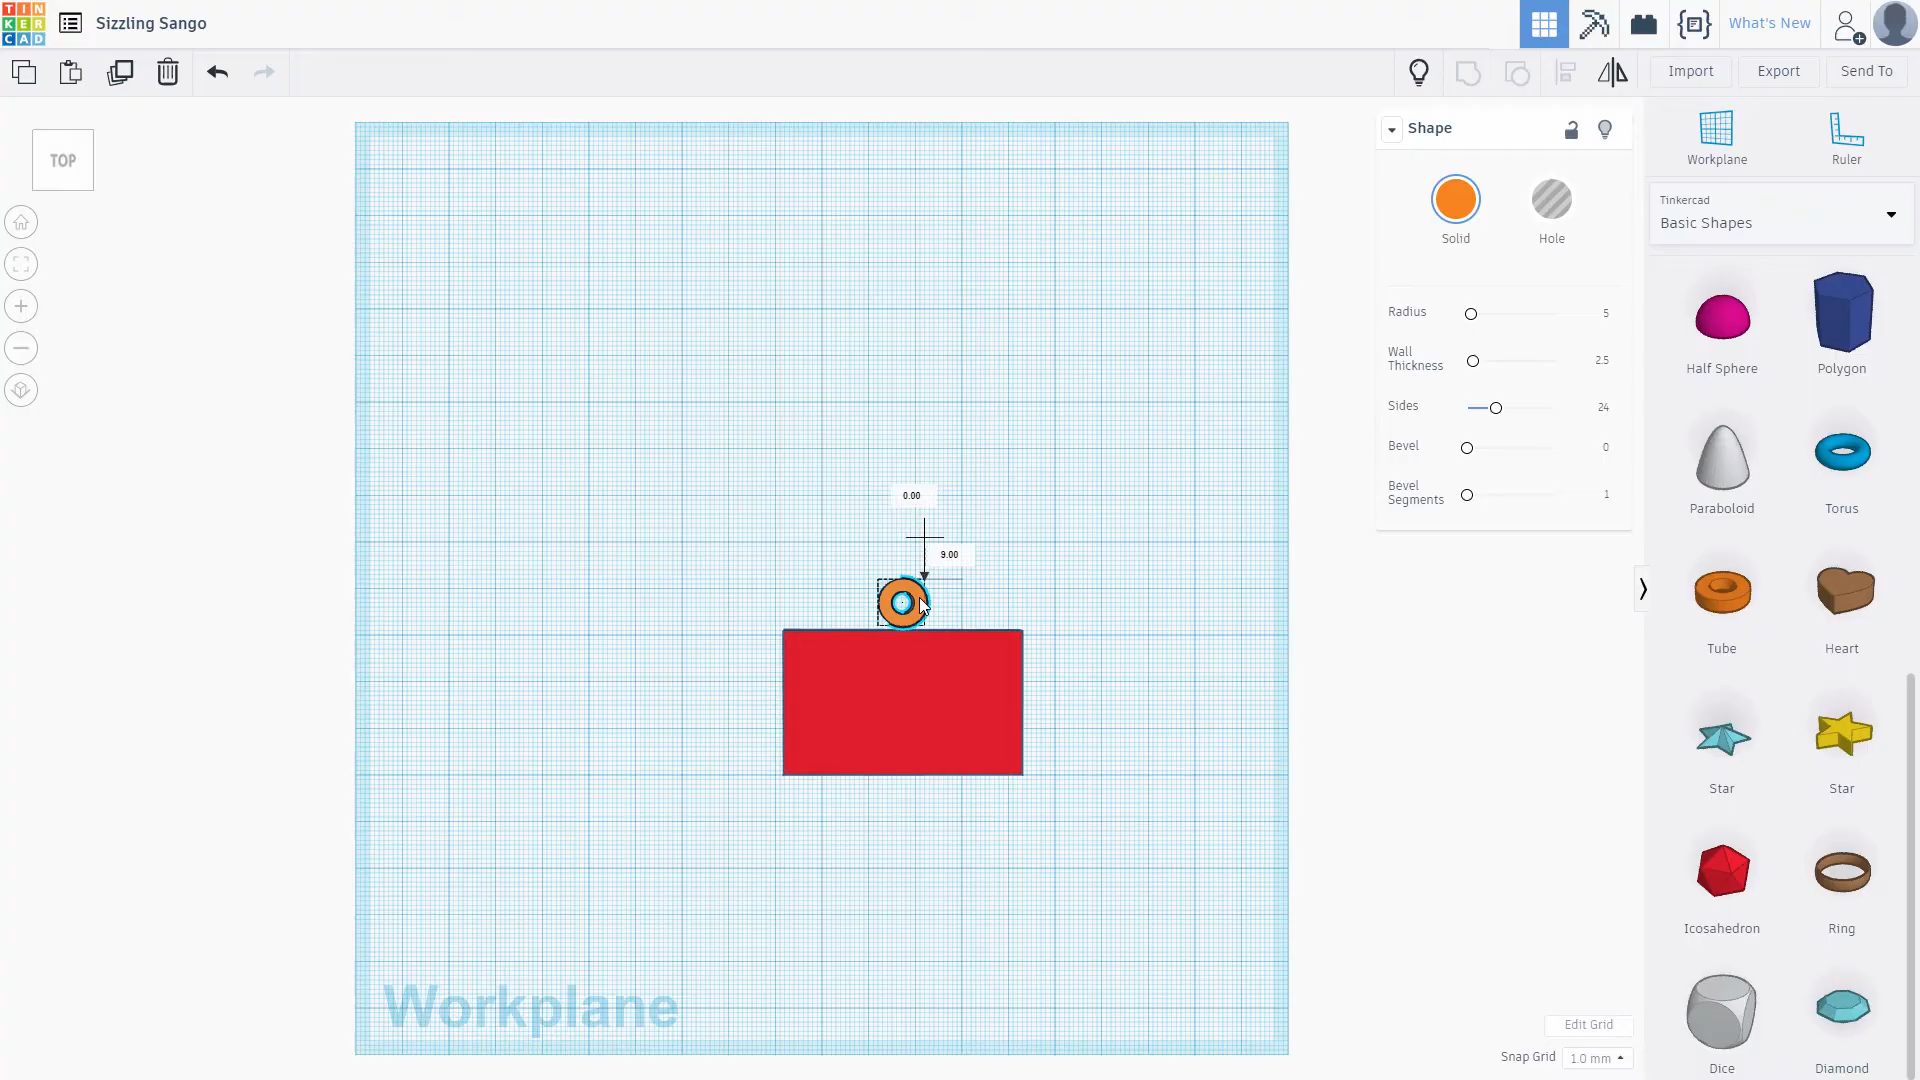 TIN
KER
CAD
Sizzling Sango
What's New
Import
Export
Send To
TOP
Shape
Solid
Hole
Radius
5
Wall
Thickness
2.5
Sides
24
Bevel
0
Bevel
Segments
1
Workplane
Ruler
Tinkercad
Basic Shapes
Half Sphere
Polygon
Paraboloid
Torus
Tube
Heart
Star
Star
Icosahedron
Ring
Dice
Diamond
0.00
9.00
Workplane
Edit Grid
Snap Grid
1.0 mm